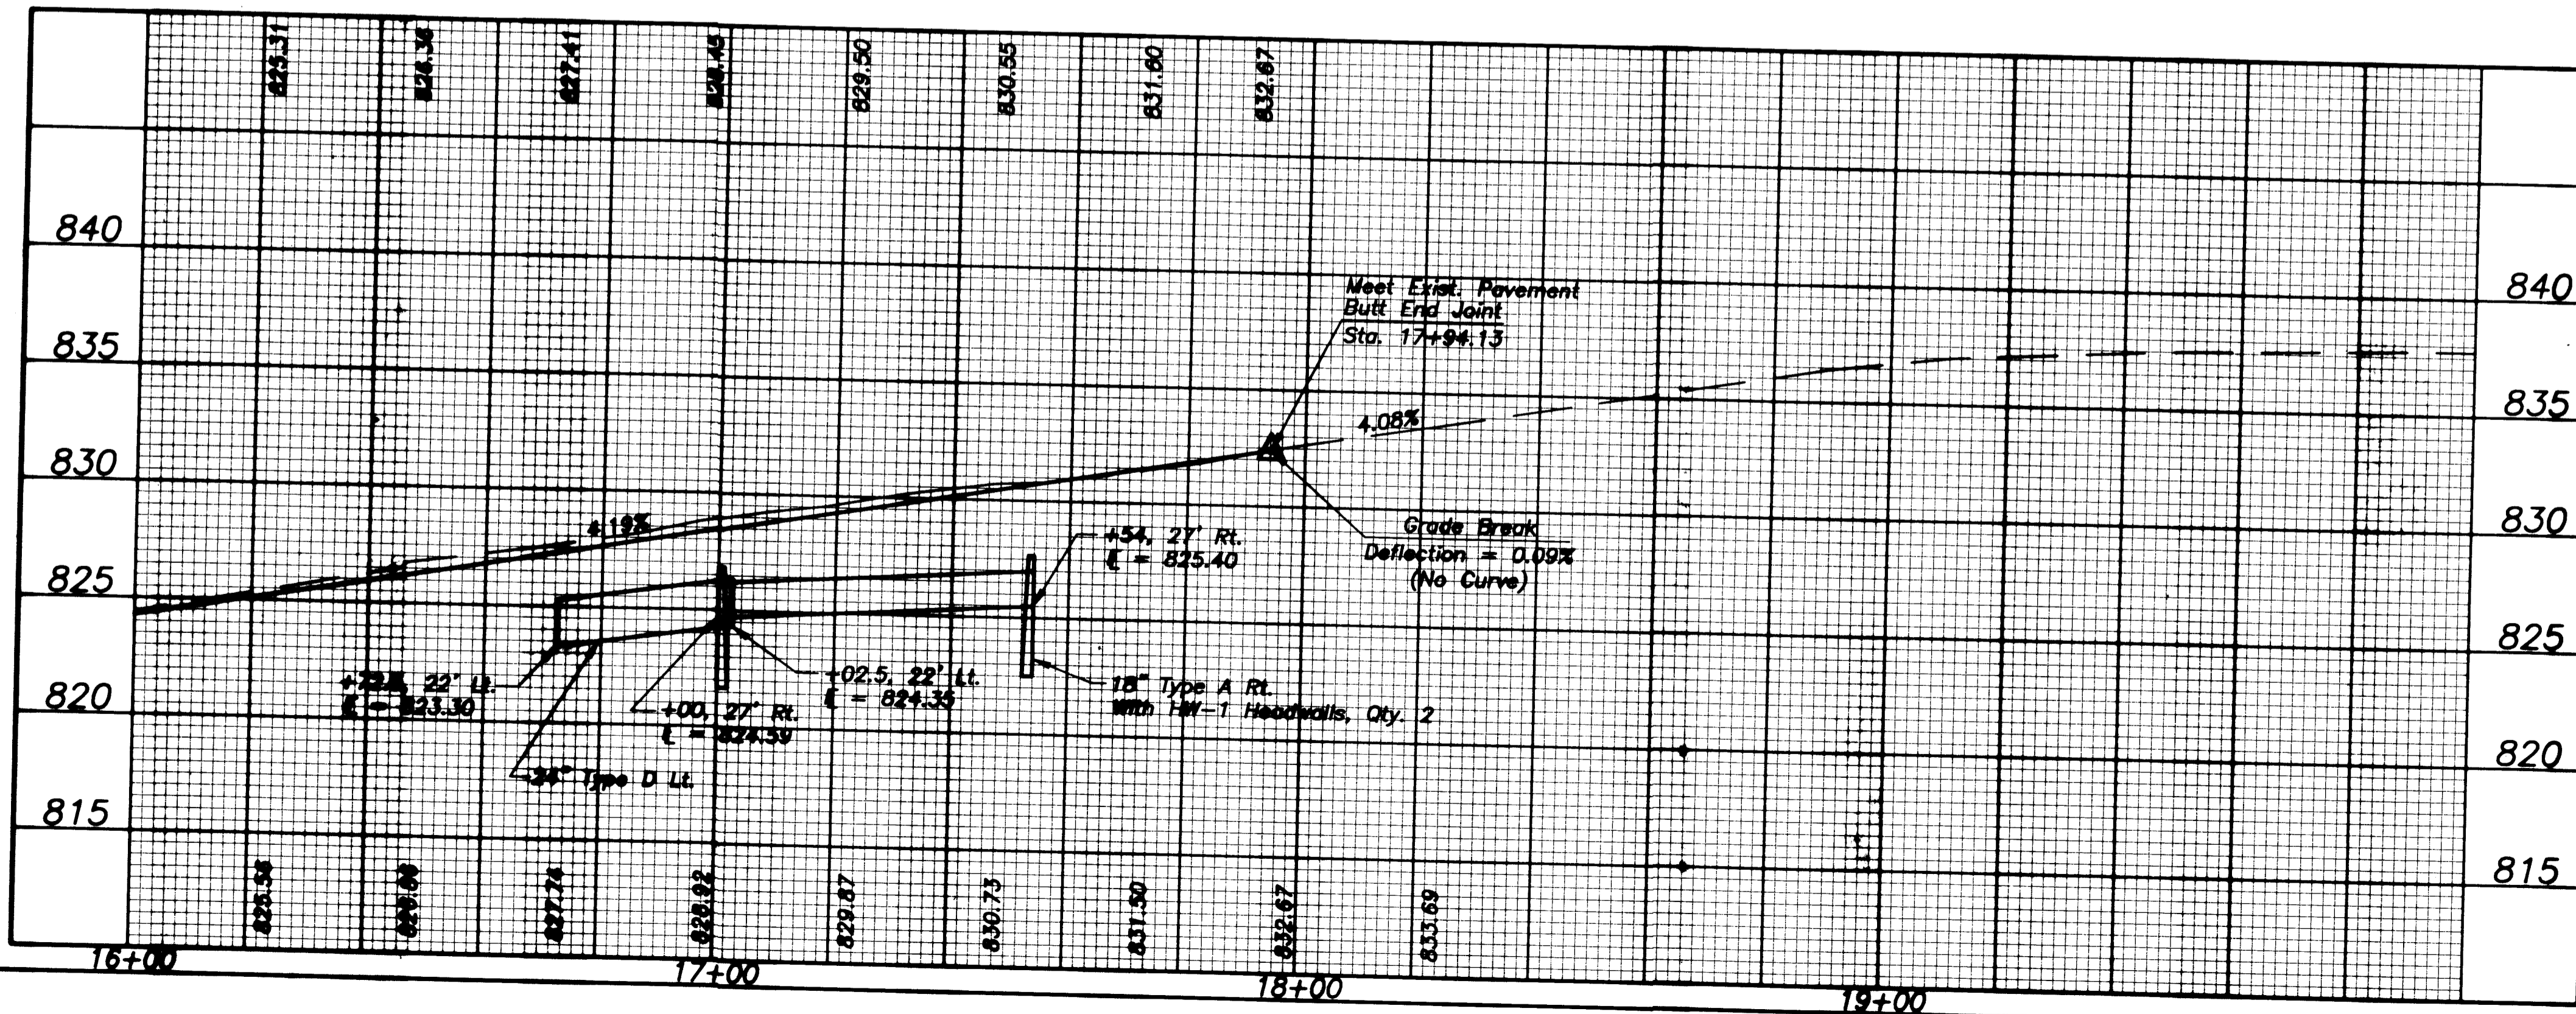 825.31
826.36
827.41
828.45
829.50
830.55
831.60
832.67
840
840
Meet Exist. Pavement
Butt End Joint
Sta. 17+94.13
835
835
4.08%
830
830
4.19%
+54, 27' Rt.
℄ = 825.40
Grade Break
Deflection = 0.09%
(No Curve)
825
825
22' Lt.
℄ = 823.30
+02.5, 22' Lt.
℄ = 824.35
+00, 27' Rt.
℄ = 824.59
18" Type A Rt.
With HW-1 Headwalls, Qty. 2
820
820
24" Type D Lt.
815
815
825.56
827.74
828.92
829.87
830.73
831.50
832.67
833.69
16+00
17+00
18+00
19+00